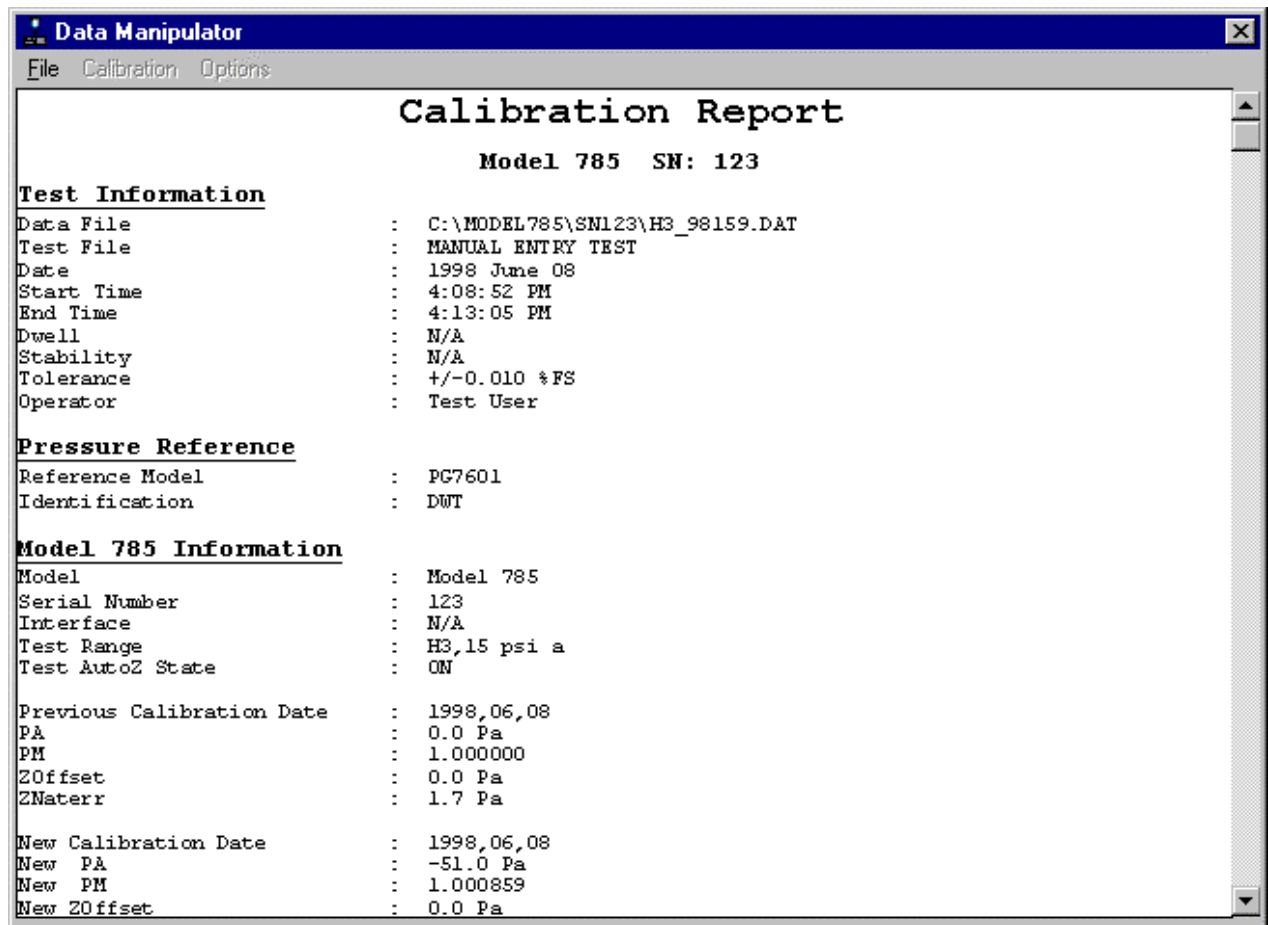 Data Manipulator
File Calibration Options
Calibration Report
Model 785 SN: 123
Test Information
Data File : C:\MODEL785\SN123\H3_98159.DAT
Test File : MANUAL ENTRY TEST
Date : 1998 June 08
Start Time : 4:08:52 PM
End Time : 4:13:05 PM
Dwell : N/A
Stability : N/A
Tolerance : +/-0.010 %FS
Operator : Test User
Pressure Reference
Reference Model : PG7601
Identification : DWT
Model 785 Information
Model : Model 785
Serial Number : 123
Interface : N/A
Test Range : H3,15 psi a
Test AutoZ State : ON
Previous Calibration Date : 1998,06,08
PA : 0.0 Pa
PM : 1.000000
ZOffset : 0.0 Pa
ZNaterr : 1.7 Pa
New Calibration Date : 1998,06,08
New PA : -51.0 Pa
New PM : 1.000859
New ZOffset : 0.0 Pa